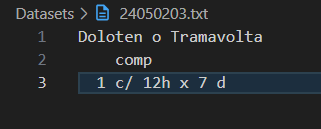 Datasets > 24050203.txt
1 Doloten o Tramavolta
2 comp
3 1 c/ 12h x 7 d